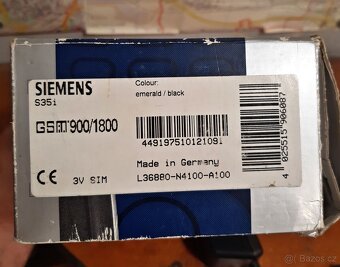 SIEMENS
S35i
Colour:
emerald / black
GSM 900/1800
449197510121091
Made in Germany
CE 3V SIM
L36880-N4100-A100
4 025515 906087
Bazos.cz